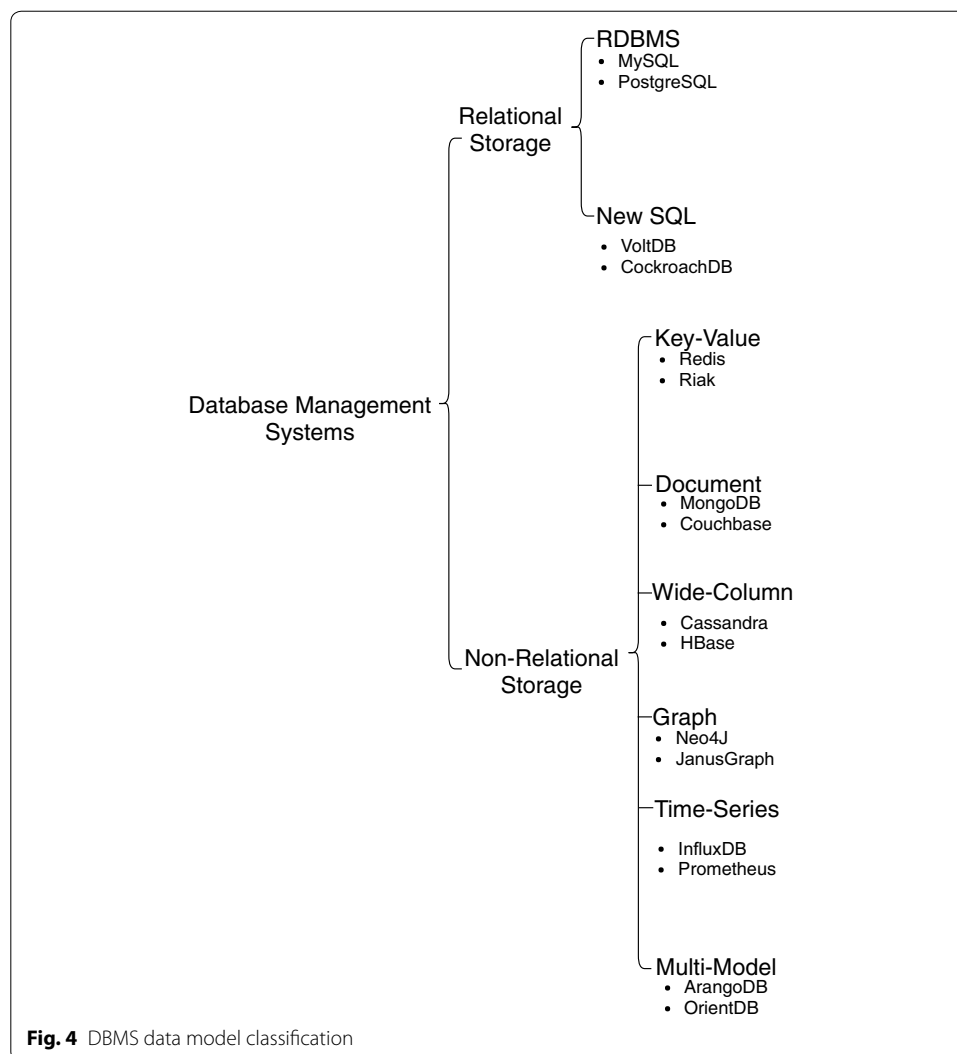 RDBMS
• MySQL
• PostgreSQL
Relational
Storage
New SQL
• VoltDB
• CockroachDB
Key-Value
• Redis
• Riak
Database Management
Systems
Document
• MongoDB
• Couchbase
Wide-Column
• Cassandra
• HBase
Non-Relational
Storage
Graph
• Neo4J
• JanusGraph
Time-Series
• InfluxDB
• Prometheus
Multi-Model
• ArangoDB
• OrientDB
Fig. 4 DBMS data model classification